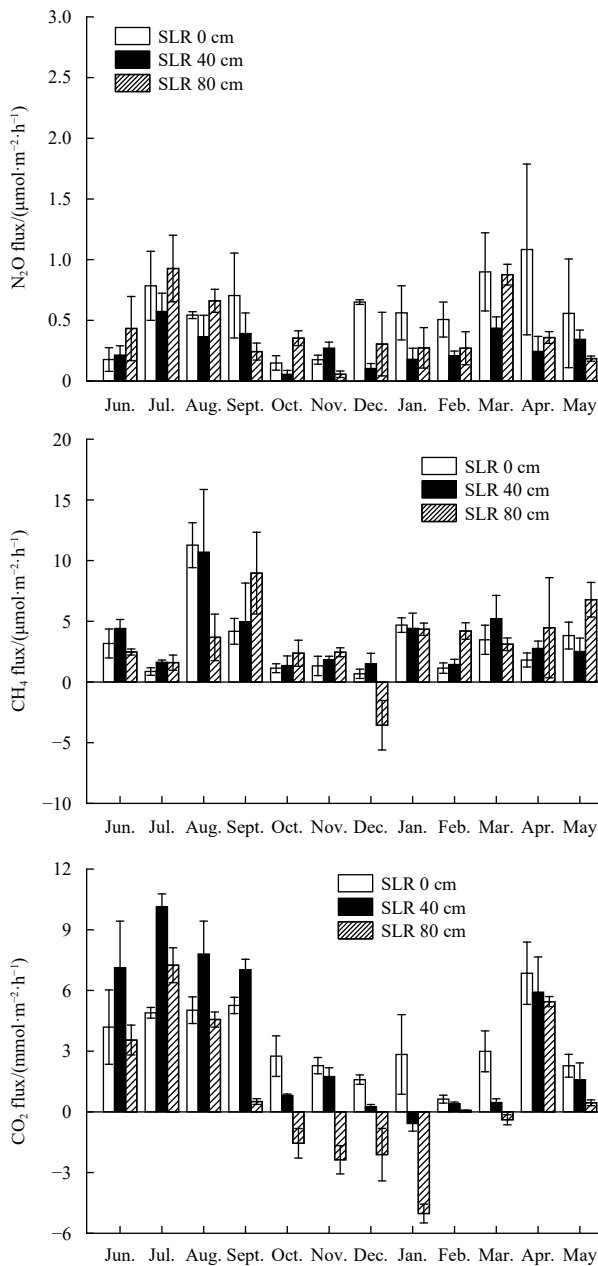 3.0
SLR 0 cm
SLR 40 cm
SLR 80 cm
2.5
2.0
1.5
1.0
0.5
0
N₂O flux/(μmol·m⁻²·h⁻¹)
Jun. Jul. Aug. Sept. Oct. Nov. Dec. Jan. Feb. Mar. Apr. May
20
SLR 0 cm
SLR 40 cm
SLR 80 cm
15
10
5
0
−5
−10
CH₄ flux/(μmol·m⁻²·h⁻¹)
Jun. Jul. Aug. Sept. Oct. Nov. Dec. Jan. Feb. Mar. Apr. May
12
SLR 0 cm
SLR 40 cm
SLR 80 cm
9
6
3
0
−3
−6
CO₂ flux/(mmol·m⁻²·h⁻¹)
Jun. Jul. Aug. Sept. Oct. Nov. Dec. Jan. Feb. Mar. Apr. May